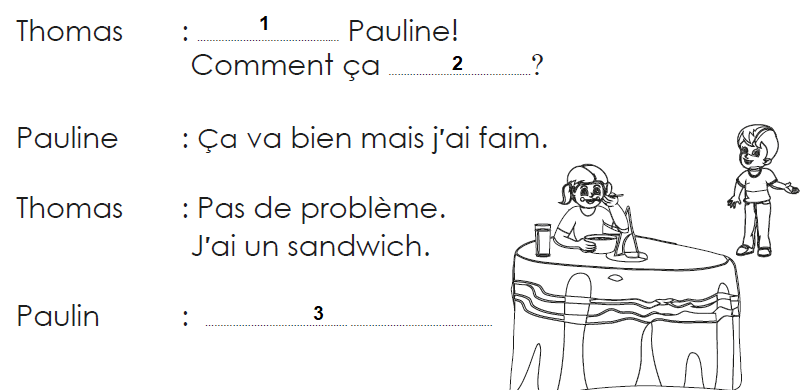 Thomas : 1 Pauline!
Comment ça 2 ?
Pauline : Ça va bien mais j'ai faim.
Thomas : Pas de problème.
J'ai un sandwich.
Paulin : 3